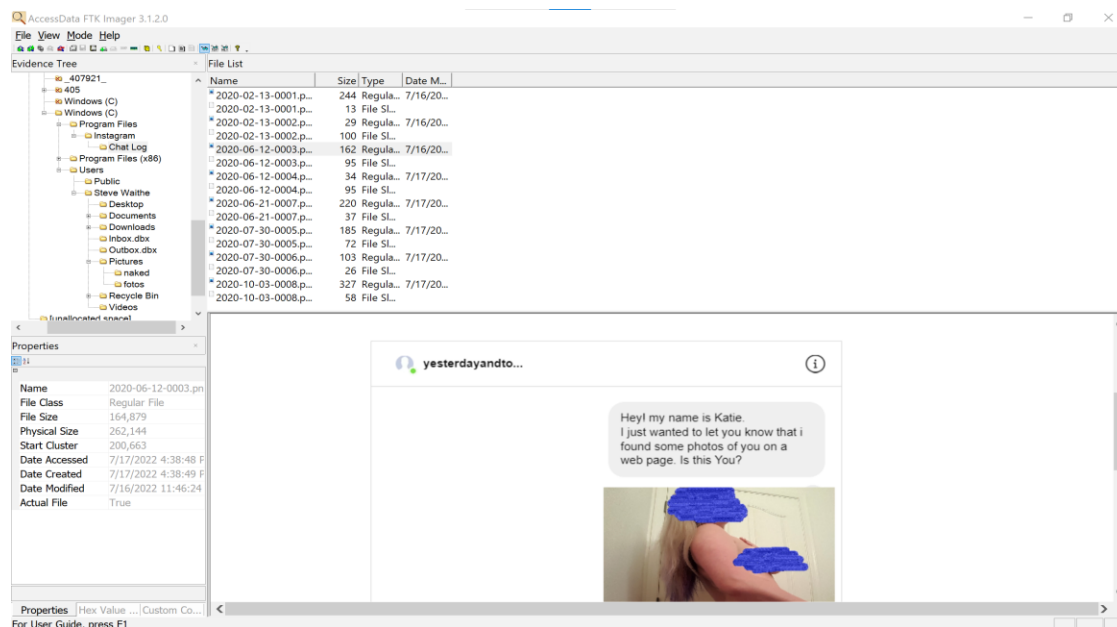 AccessData FTK Imager 3.1.2.0
File View Mode Help
Evidence Tree
_407921_
405
Windows (C)
Windows (C)
Program Files
Instagram
Chat Log
Program Files (x86)
Users
Public
Steve Waithe
Desktop
Documents
Downloads
Inbox.dbx
Outbox.dbx
Pictures
naked
fotos
Recycle Bin
Videos
[unallocated space]
File List
Name Size Type Date M...
2020-02-13-0001.p... 244 Regula... 7/16/20...
2020-02-13-0001.p... 13 File Sl...
2020-02-13-0002.p... 29 Regula... 7/16/20...
2020-02-13-0002.p... 100 File Sl...
2020-06-12-0003.p... 162 Regula... 7/16/20...
2020-06-12-0003.p... 95 File Sl...
2020-06-12-0004.p... 34 Regula... 7/17/20...
2020-06-12-0004.p... 95 File Sl...
2020-06-21-0007.p... 220 Regula... 7/17/20...
2020-06-21-0007.p... 37 File Sl...
2020-07-30-0005.p... 185 Regula... 7/17/20...
2020-07-30-0005.p... 72 File Sl...
2020-07-30-0006.p... 103 Regula... 7/17/20...
2020-07-30-0006.p... 26 File Sl...
2020-10-03-0008.p... 327 Regula... 7/17/20...
2020-10-03-0008.p... 58 File Sl...
Properties
Name 2020-06-12-0003.pn
File Class Regular File
File Size 164,879
Physical Size 262,144
Start Cluster 200,663
Date Accessed 7/17/2022 4:38:48 P
Date Created 7/17/2022 4:38:49 P
Date Modified 7/16/2022 11:46:24
Actual File True
Properties Hex Value ... Custom Co...
For User Guide, press F1
yesterdayandto...
Hey! my name is Katie.
I just wanted to let you know that i
found some photos of you on a
web page. Is this You?